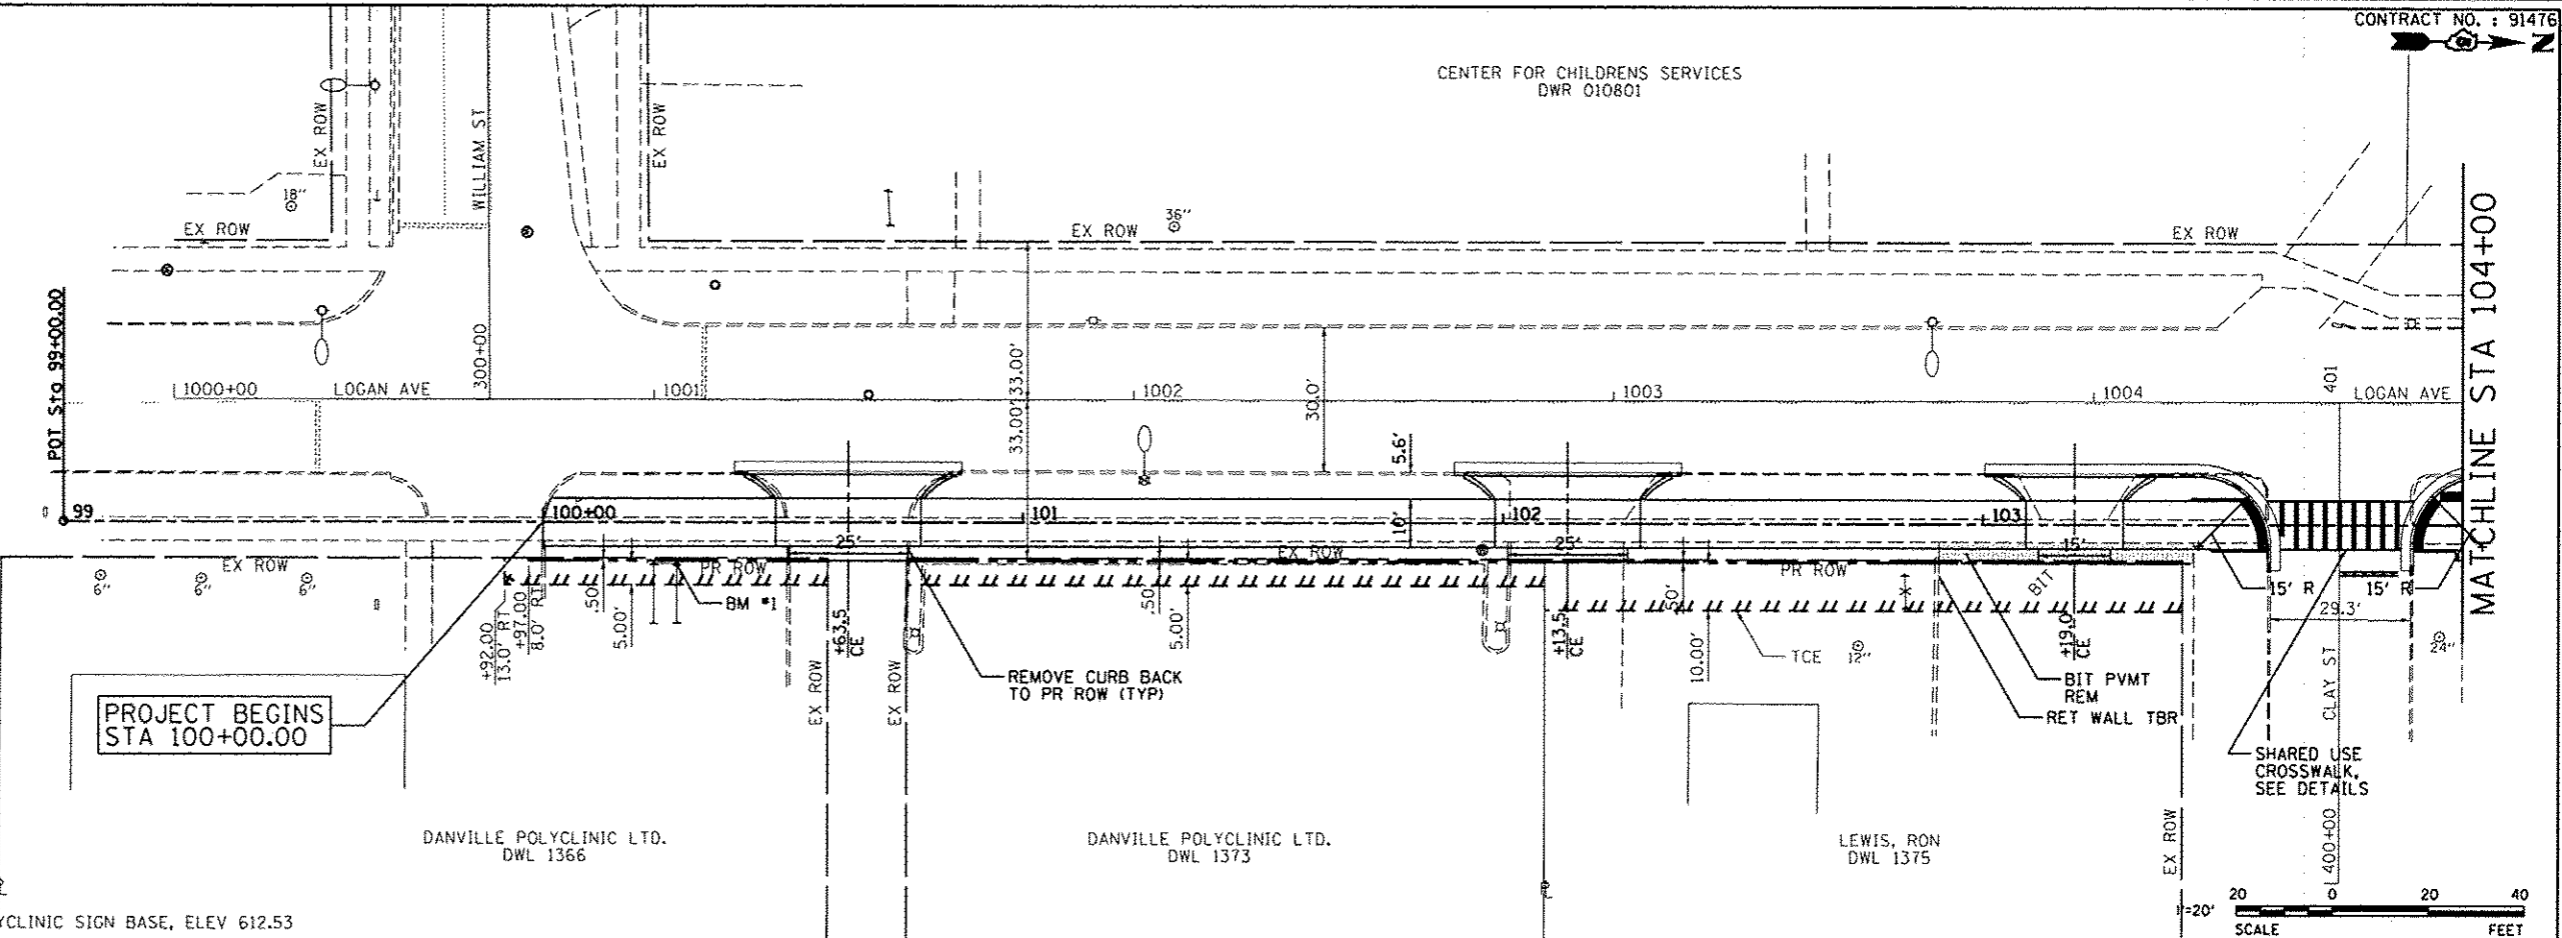 CONTRACT NO. : 91476
N
CENTER FOR CHILDRENS SERVICES
DWR 010801
EX ROW
WILLIAM ST
EX ROW
18"
EX ROW
36"
EX ROW
EX ROW
POT Sta 99+00.00
300+00
1000+00
LOGAN AVE
1001
33.00'
33.00'
1002
30.0'
1003
1004
401
LOGAN AVE
MATCHLINE STA 104+00
5.6'
99
100+00
101
10'
102
103
25'
EX ROW
25'
15'
EX ROW
PR ROW
PR ROW
6"
6"
6"
+92.00
13.0' RT
+97.00
8.0' RT
.50'
5.00'
BM #1
+63.5
CE
.50'
5.00'
+13.5
CE
.50'
10.00'
TCE
12"
BIT
+19.0
CE
15' R
15' R
29.3'
24"
PROJECT BEGINS
STA 100+00.00
EX ROW
EX ROW
REMOVE CURB BACK
TO PR ROW (TYP)
BIT PVMT
REM
RET WALL TBR
CLAY ST
SHARED USE
CROSSWALK,
SEE DETAILS
DANVILLE POLYCLINIC LTD.
DWL 1366
DANVILLE POLYCLINIC LTD.
DWL 1373
LEWIS, RON
DWL 1375
EX ROW
400+00
YCLINIC SIGN BASE, ELEV 612.53
1"=20'
20 0 20 40
SCALE FEET